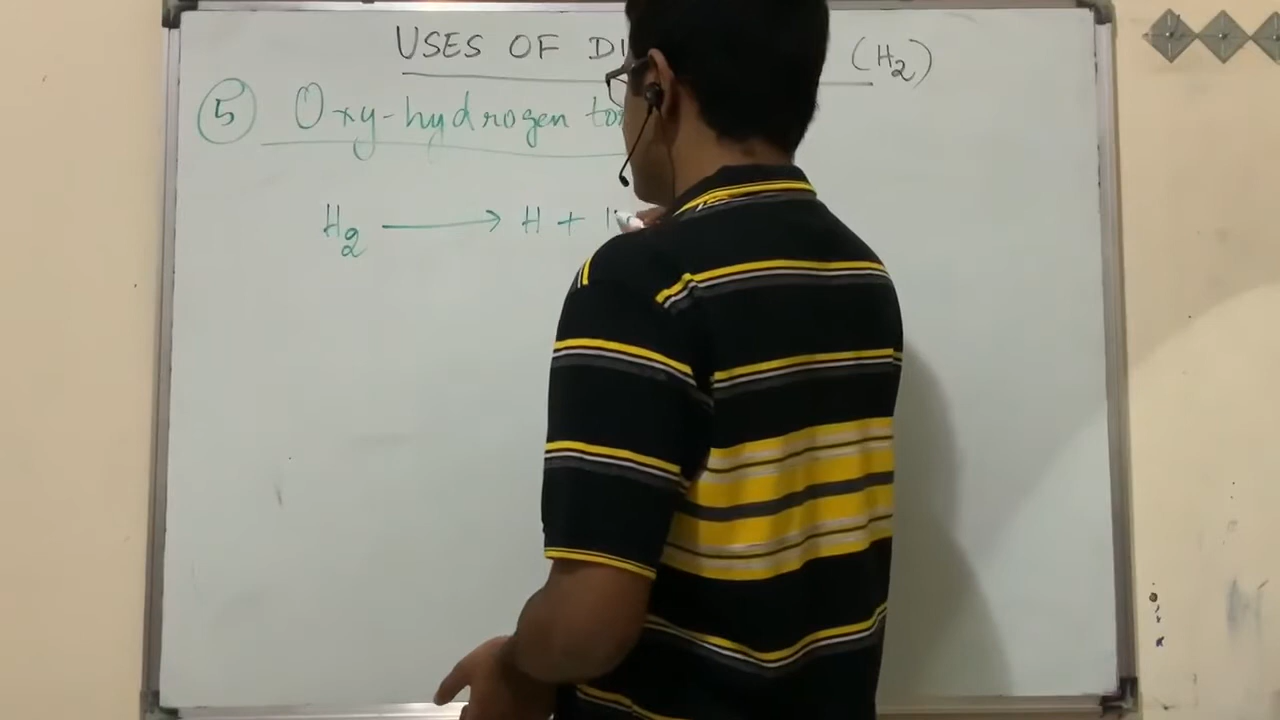 USES OF DI (H₂)
⑤ Oxy-hydrogen to
H₂ ⟶ H +